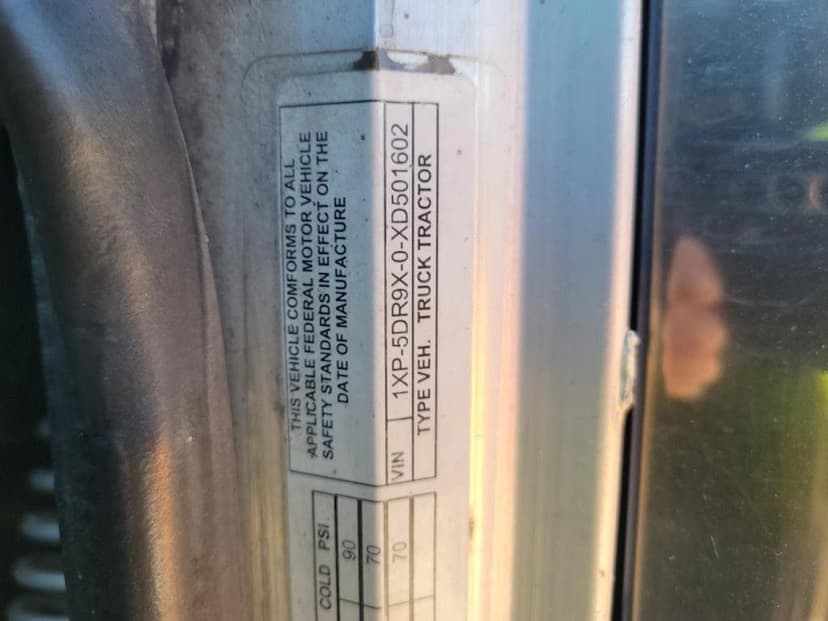 THIS VEHICLE COMFORMS TO ALL
APPLICABLE FEDERAL MOTOR VEHICLE
SAFETY STANDARDS IN EFFECT ON THE
DATE OF MANUFACTURE
VIN 1XP-5DR9X-0-XD501602
TYPE VEH. TRUCK TRACTOR
COLD PSI.
90
70
70